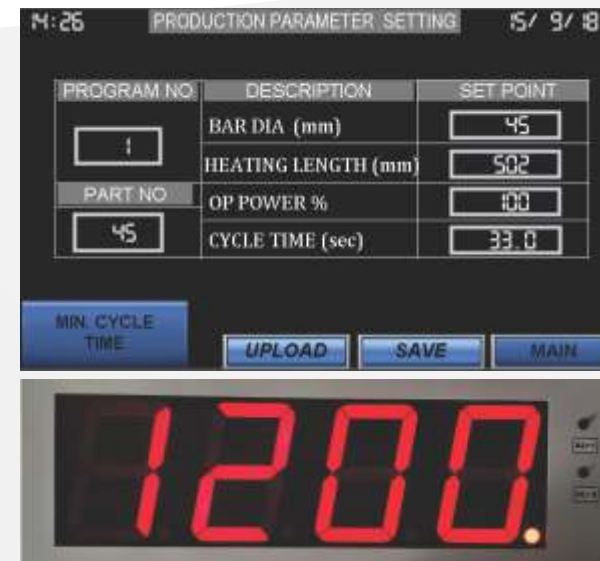 14:26 PRODUCTION PARAMETER SETTING 15/ 9/ 18
PROGRAM NO DESCRIPTION SET POINT
1 BAR DIA (mm) 45
HEATING LENGTH (mm) 502
PART NO OP POWER % 100
45 CYCLE TIME (sec) 33.0
MIN. CYCLE
TIME
UPLOAD SAVE MAIN
1200.